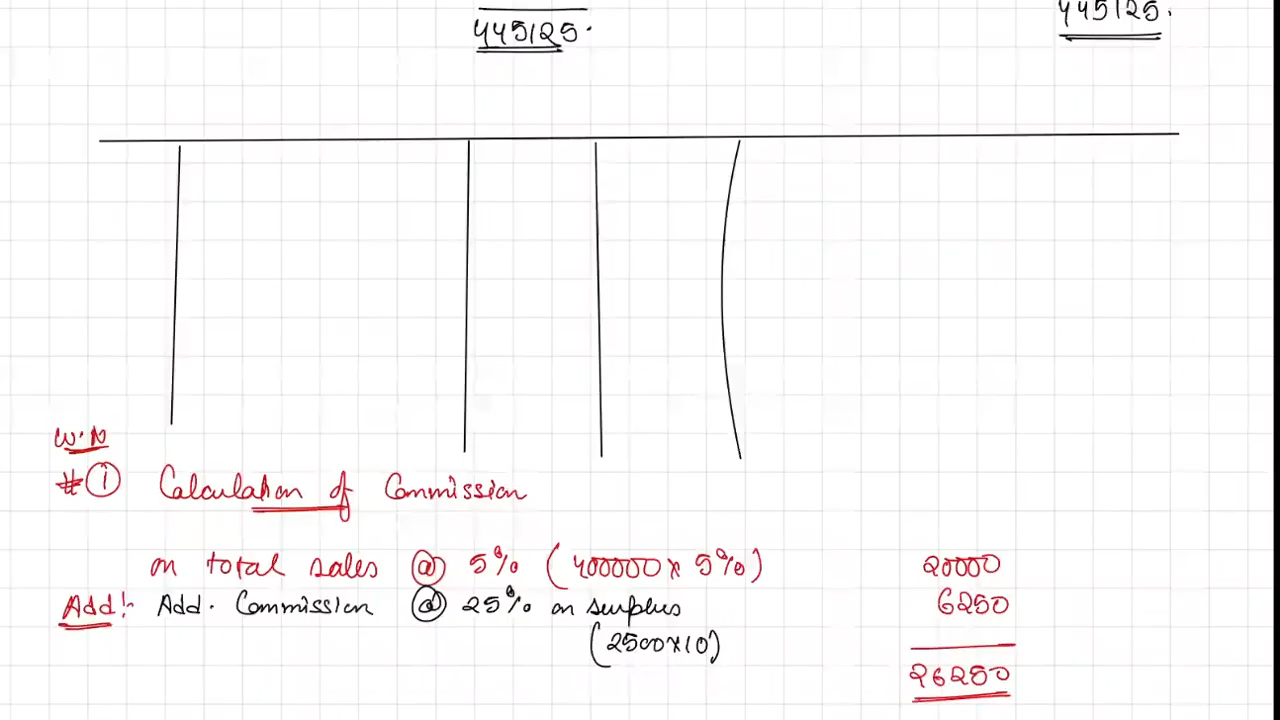 445125.
445125.
W.N
#① Calculation of Commission
on total sales @ 5% (400000 x 5%) 20000
Add:- Add. Commission @ 25% on surplus 6250
(2500x10)
26250